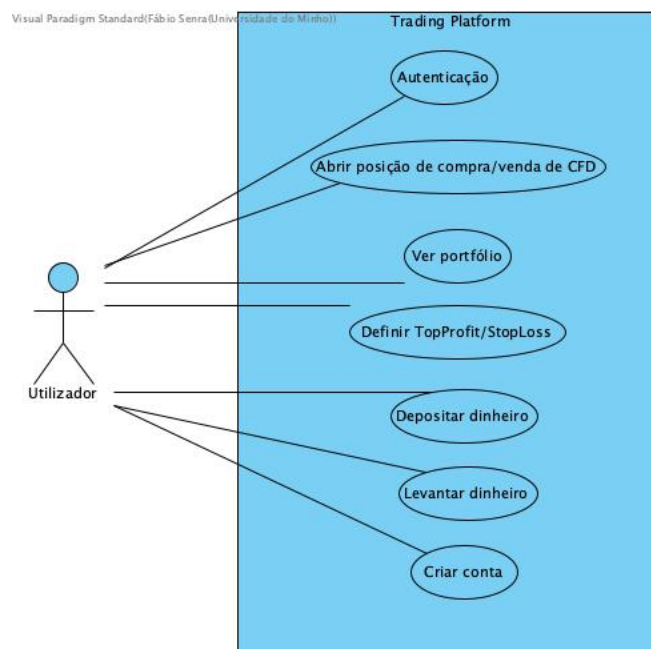 Visual Paradigm Standard(Fábio Senra(Universidade do Minho))
Trading Platform
Autenticação
Abrir posição de compra/venda de CFD
Ver portfólio
Definir TopProfit/StopLoss
Utilizador
Depositar dinheiro
Levantar dinheiro
Criar conta